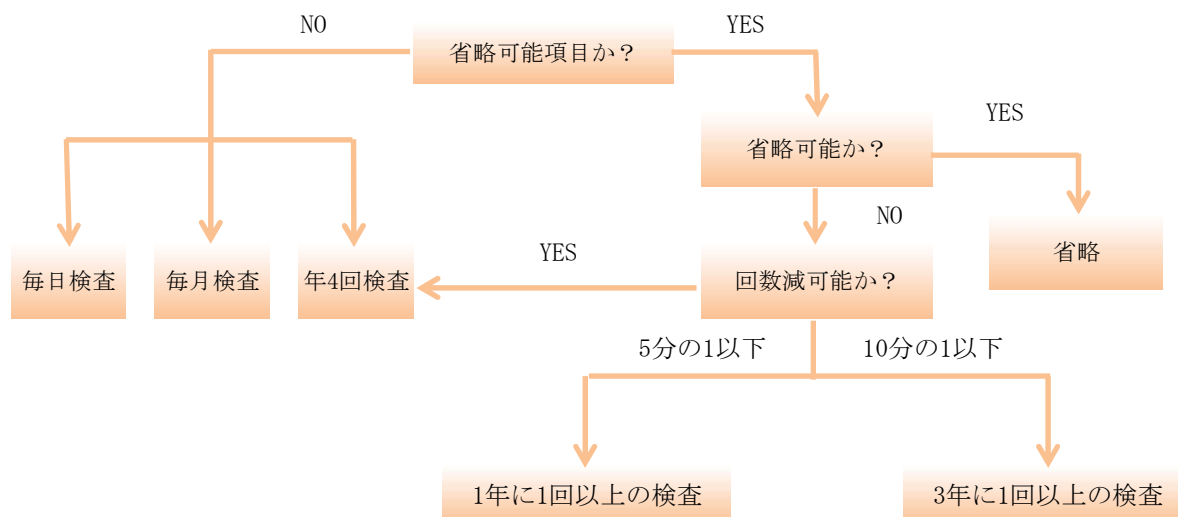 NO
YES
省略可能項目か？
YES
省略可能か？
NO
省略
YES
毎日検査
毎月検査
年4回検査
回数減可能か？
5分の1以下
10分の1以下
1年に1回以上の検査
3年に1回以上の検査